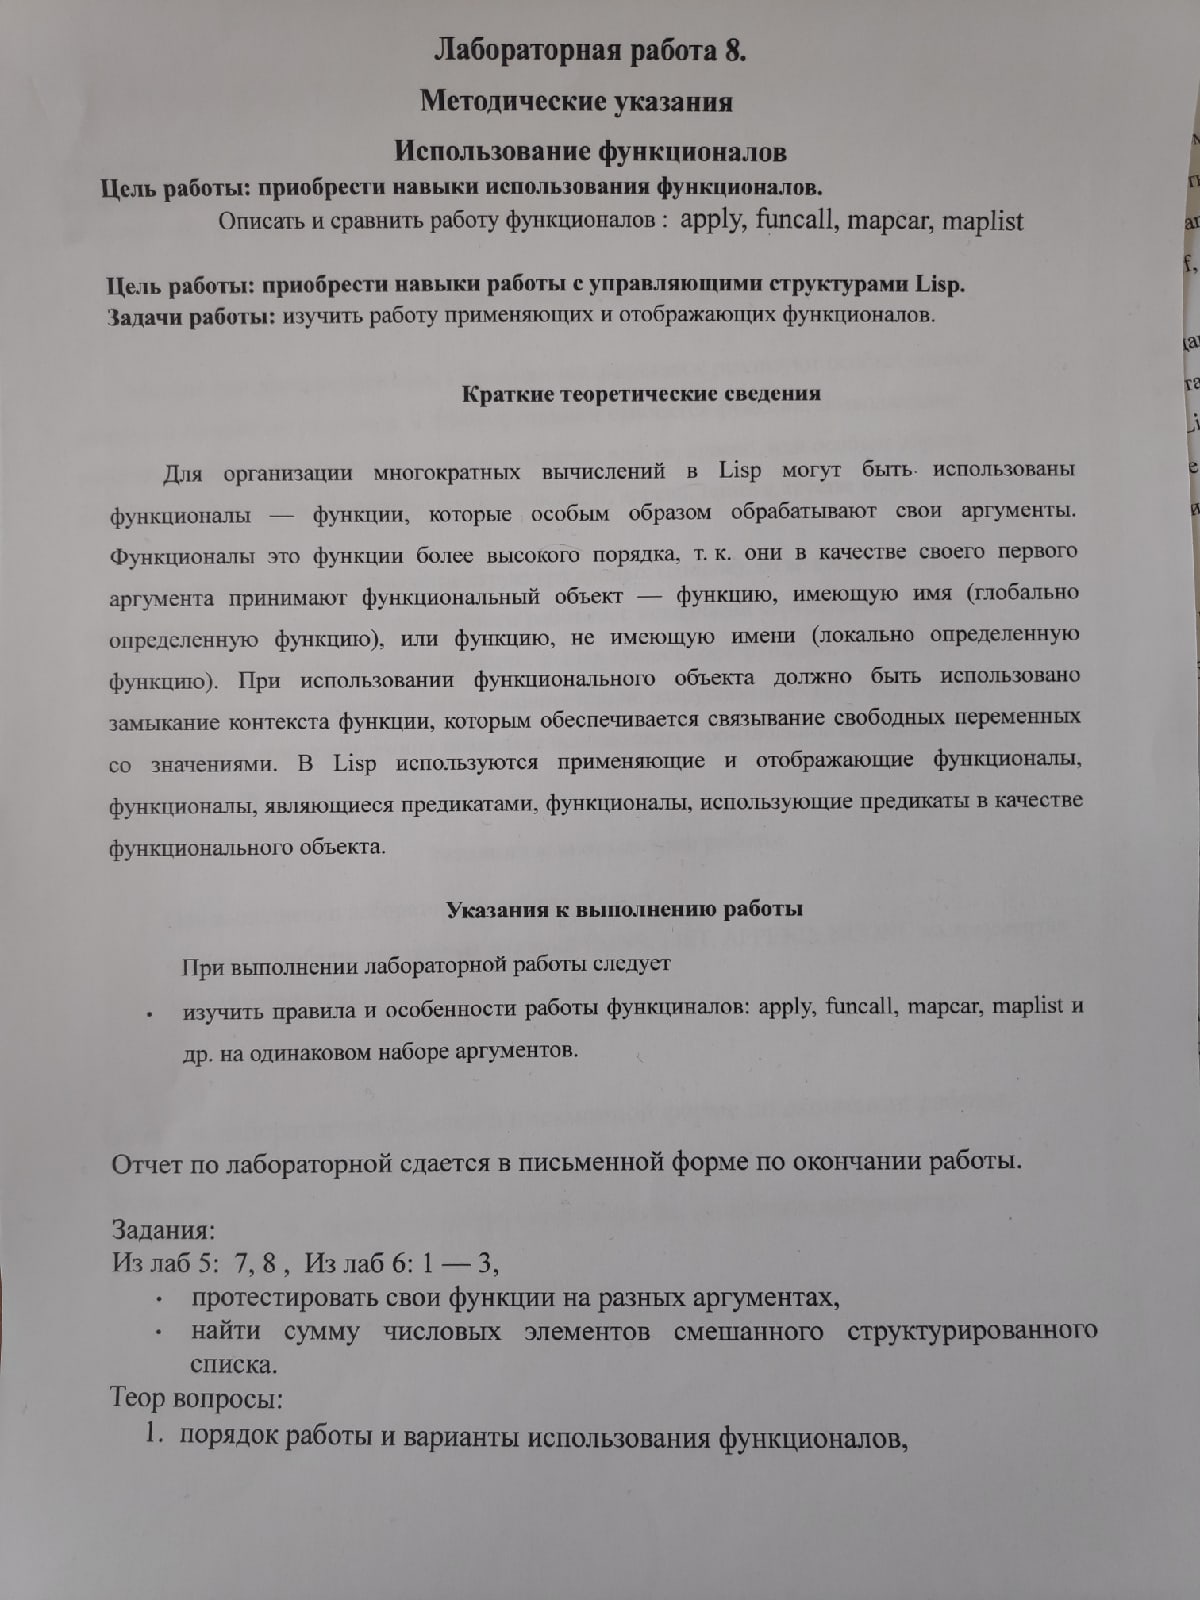 Лабораторная работа 8.
Методические указания
Использование функционалов
Цель работы: приобрести навыки использования функционалов.
Описать и сравнить работу функционалов : apply, funcall, mapcar, maplist
Цель работы: приобрести навыки работы с управляющими структурами Lisp.
Задачи работы: изучить работу применяющих и отображающих функционалов.
Краткие теоретические сведения
Для организации многократных вычислений в Lisp могут быть использованы
функционалы — функции, которые особым образом обрабатывают свои аргументы.
Функционалы это функции более высокого порядка, т. к. они в качестве своего первого
аргумента принимают функциональный объект — функцию, имеющую имя (глобально
определенную функцию), или функцию, не имеющую имени (локально определенную
функцию). При использовании функционального объекта должно быть использовано
замыкание контекста функции, которым обеспечивается связывание свободных переменных
со значениями. В Lisp используются применяющие и отображающие функционалы,
функционалы, являющиеся предикатами, функционалы, использующие предикаты в качестве
функционального объекта.
Указания к выполнению работы
При выполнении лабораторной работы следует
• изучить правила и особенности работы функциналов: apply, funcall, mapcar, maplist и
др. на одинаковом наборе аргументов.
Отчет по лабораторной сдается в письменной форме по окончании работы.
Задания:
Из лаб 5: 7, 8 , Из лаб 6: 1 — 3,
• протестировать свои функции на разных аргументах,
• найти сумму числовых элементов смешанного структурированного
списка.
Теор вопросы:
1. порядок работы и варианты использования функционалов,